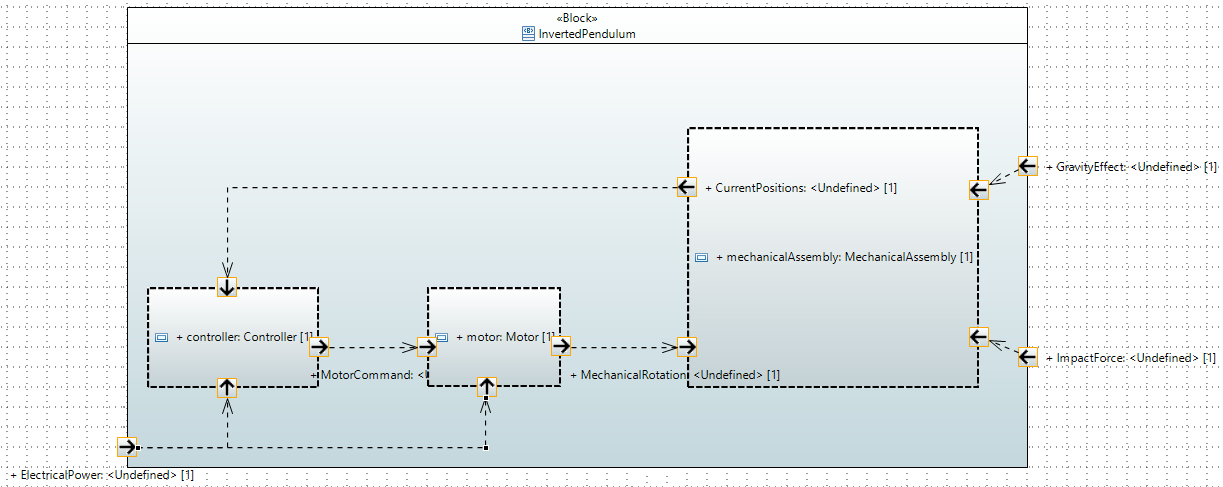 «Block»
InvertedPendulum
+ GravityEffect: <Undefined> [1]
+ CurrentPositions: <Undefined> [1]
+ mechanicalAssembly: MechanicalAssembly [1]
+ controller: Controller [1]
+ motor: Motor [1]
+ ImpactForce: <Undefined> [1]
+ MotorCommand: <
+ MechanicalRotation: <Undefined> [1]
+ ElectricalPower: <Undefined> [1]